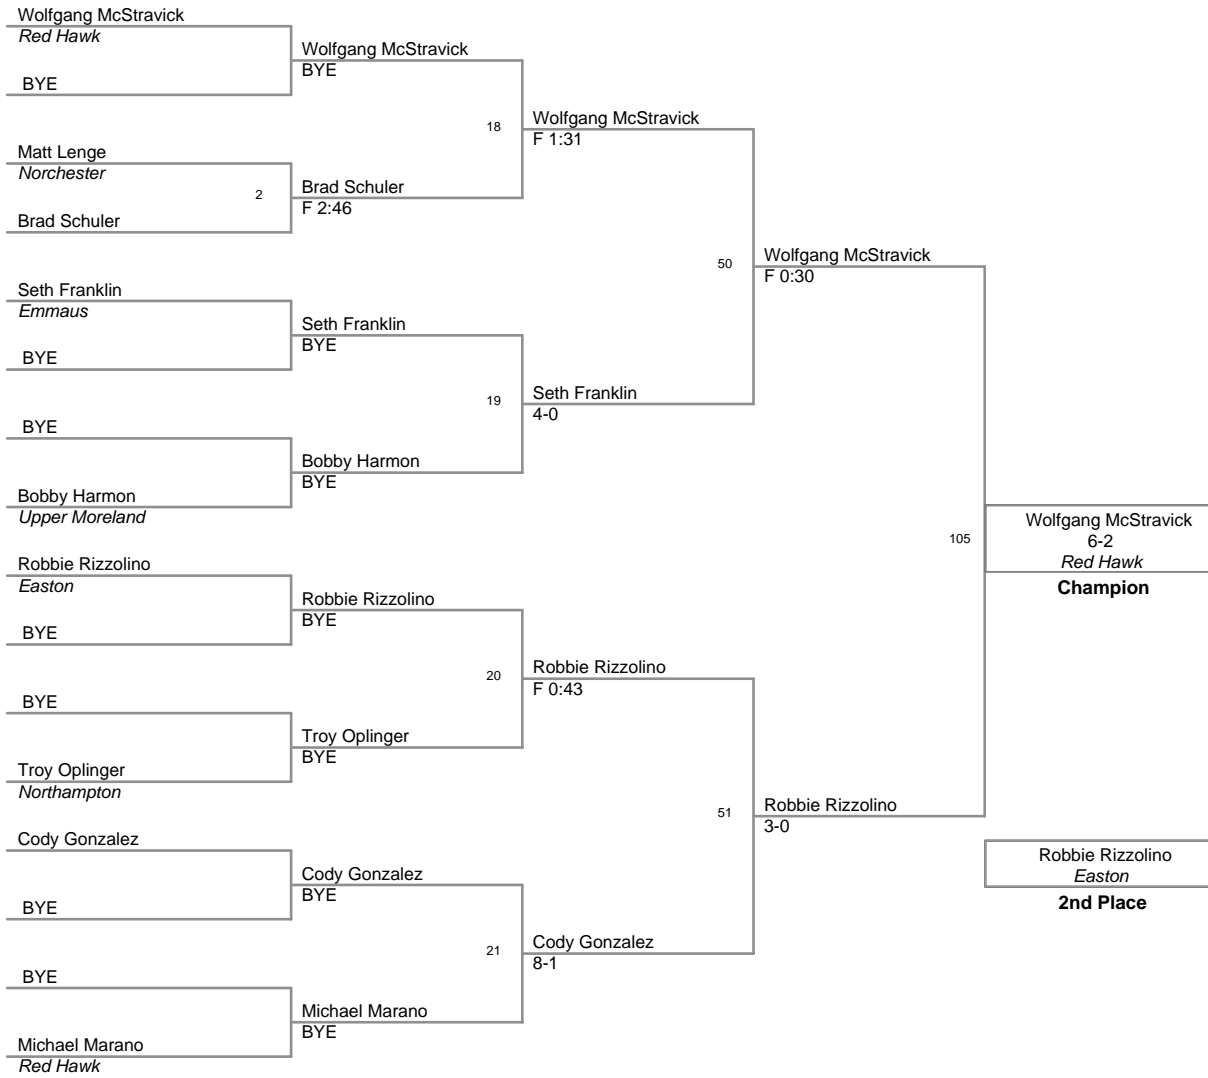 Wolfgang McStravick
Red Hawk
BYE
Matt Lenge
Norchester
2
Brad Schuler
Seth Franklin
Emmaus
BYE
BYE
Bobby Harmon
Upper Moreland
Robbie Rizzolino
Easton
BYE
BYE
Troy Oplinger
Northampton
Cody Gonzalez
BYE
BYE
Michael Marano
Red Hawk
Wolfgang McStravick
BYE
18
Brad Schuler
F 2:46
Seth Franklin
BYE
19
Bobby Harmon
BYE
Robbie Rizzolino
BYE
20
Troy Oplinger
BYE
Cody Gonzalez
BYE
21
Michael Marano
BYE
Wolfgang McStravick
F 1:31
50
Seth Franklin
4-0
Robbie Rizzolino
F 0:43
51
Cody Gonzalez
8-1
Wolfgang McStravick
F 0:30
105
Robbie Rizzolino
3-0
Wolfgang McStravick
6-2
Red Hawk
Champion
Robbie Rizzolino
Easton
2nd Place